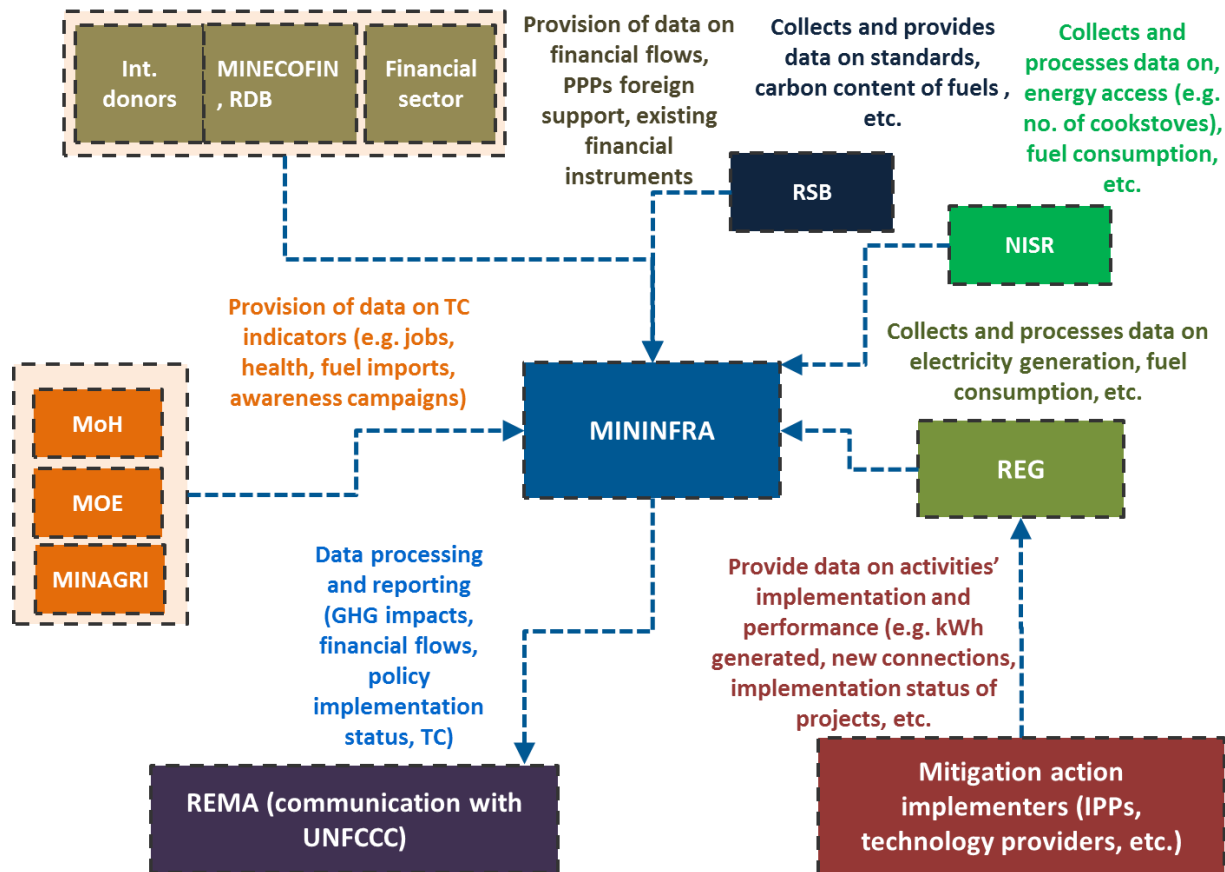 Int.
donors
MINECOFIN
, RDB
Financial
sector
Provision of data on
financial flows,
PPPs foreign
support, existing
financial
instruments
Collects and provides
data on standards,
carbon content of fuels ,
etc.
Collects and
processes data on,
energy access (e.g.
no. of cookstoves),
fuel consumption,
etc.
RSB
NISR
Provision of data on TC
indicators (e.g. jobs,
health, fuel imports,
awareness campaigns)
Collects and processes data on
electricity generation, fuel
consumption, etc.
MoH
MOE
MINAGRI
MININFRA
REG
Data processing
and reporting
(GHG impacts,
financial flows,
policy
implementation
status, TC)
Provide data on activities’
implementation and
performance (e.g. kWh
generated, new connections,
implementation status of
projects, etc.
REMA (communication with
UNFCCC)
Mitigation action
implementers (IPPs,
technology providers, etc.)